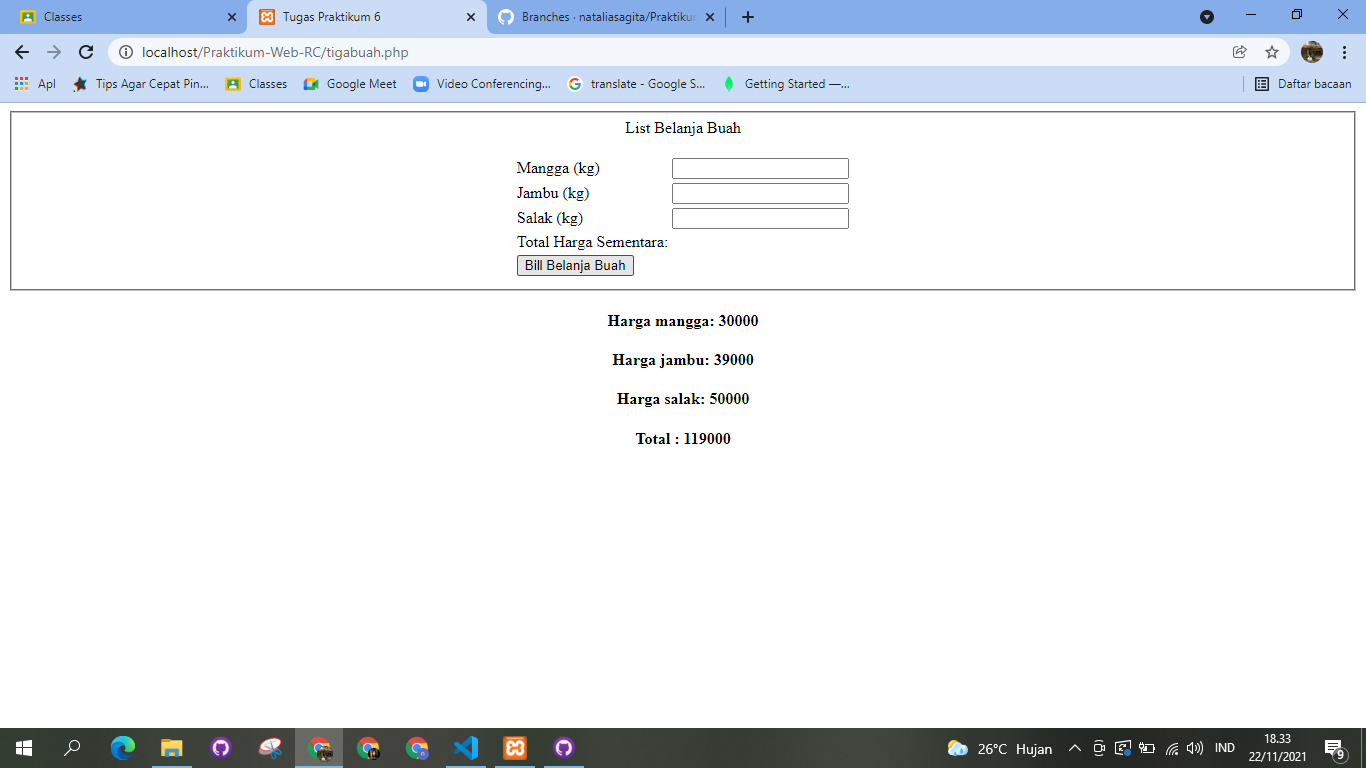 Classes
Tugas Praktikum 6
Branches · nataliasagita/Praktikum
localhost/Praktikum-Web-RC/tigabuah.php
Apl
Tips Agar Cepat Pin...
Classes
Google Meet
Video Conferencing...
translate - Google S...
Getting Started —...
Daftar bacaan
List Belanja Buah
Mangga (kg)
Jambu (kg)
Salak (kg)
Total Harga Sementara:
Bill Belanja Buah
Harga mangga: 30000
Harga jambu: 39000
Harga salak: 50000
Total : 119000
26°C Hujan
IND
18.33
22/11/2021
9